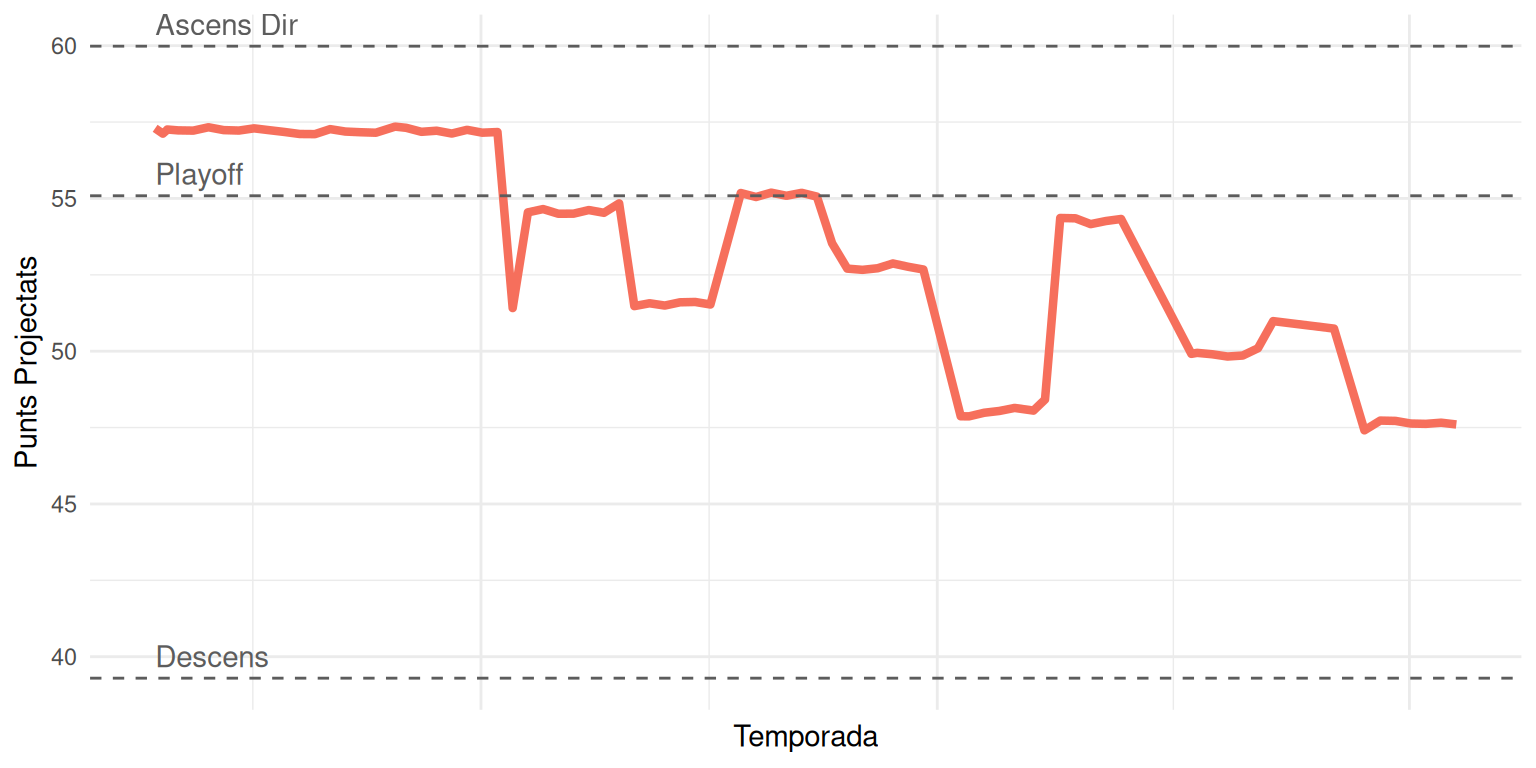 Ascens Dir
60
Playoff
55
50
45
Descens
40
Punts Projectats
Temporada